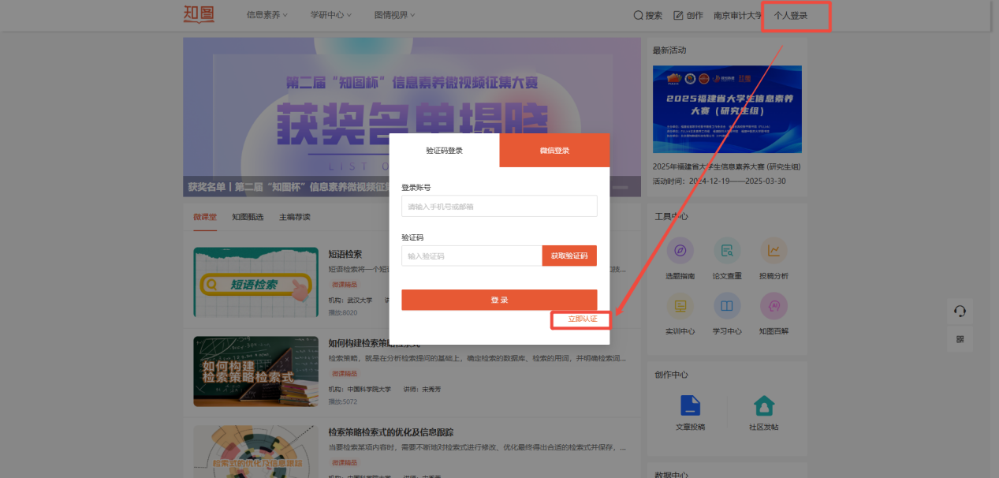 知图
信息素养 学研中心 图情视界
搜索 创作 南京审计大学 个人登录
第二届“知图杯”信息素养微视频征集大赛
获奖名单揭晓
LIST O
获奖名单丨第二届“知图杯”信息素养微视频征
最新活动
2025福建省大学生信息素养
大赛（研究生组）
2025年福建省大学生信息素养大赛 (研究生组)
活动时间：2024-12-19——2025-03-30
验证码登录 微信登录
登录账号
请输入手机号或邮箱
验证码
输入验证码 获取验证码
登 录
立即认证
微课堂 知图甄选 主编荐读
短语检索
短语检索
短语检索将一个短
技...
微课精品
机构：武汉大学
播放:8020
如何构建
检索策略检索式
如何构建检索策略检索式
检索策略，就是在分析检索提问的基础上，确定检索的数据库、检索的用词，并明确检索词...
微课精品
机构：中国科学院大学 讲师：宋秀芳
播放:5072
检索式的优化及信息跟踪
检索策略检索式的优化及信息跟踪
当要检索某项内容时，需要不断地对检索式进行修改、优化最终得出合适的检索式并保存，...
微课精品
机构：中国科学院大学 讲师：宋秀芳
工具中心
选题指南 论文查重 投稿分析
AI
实训中心 学习中心 知图百解
创作中心
文章投稿 社区发帖
数据中心